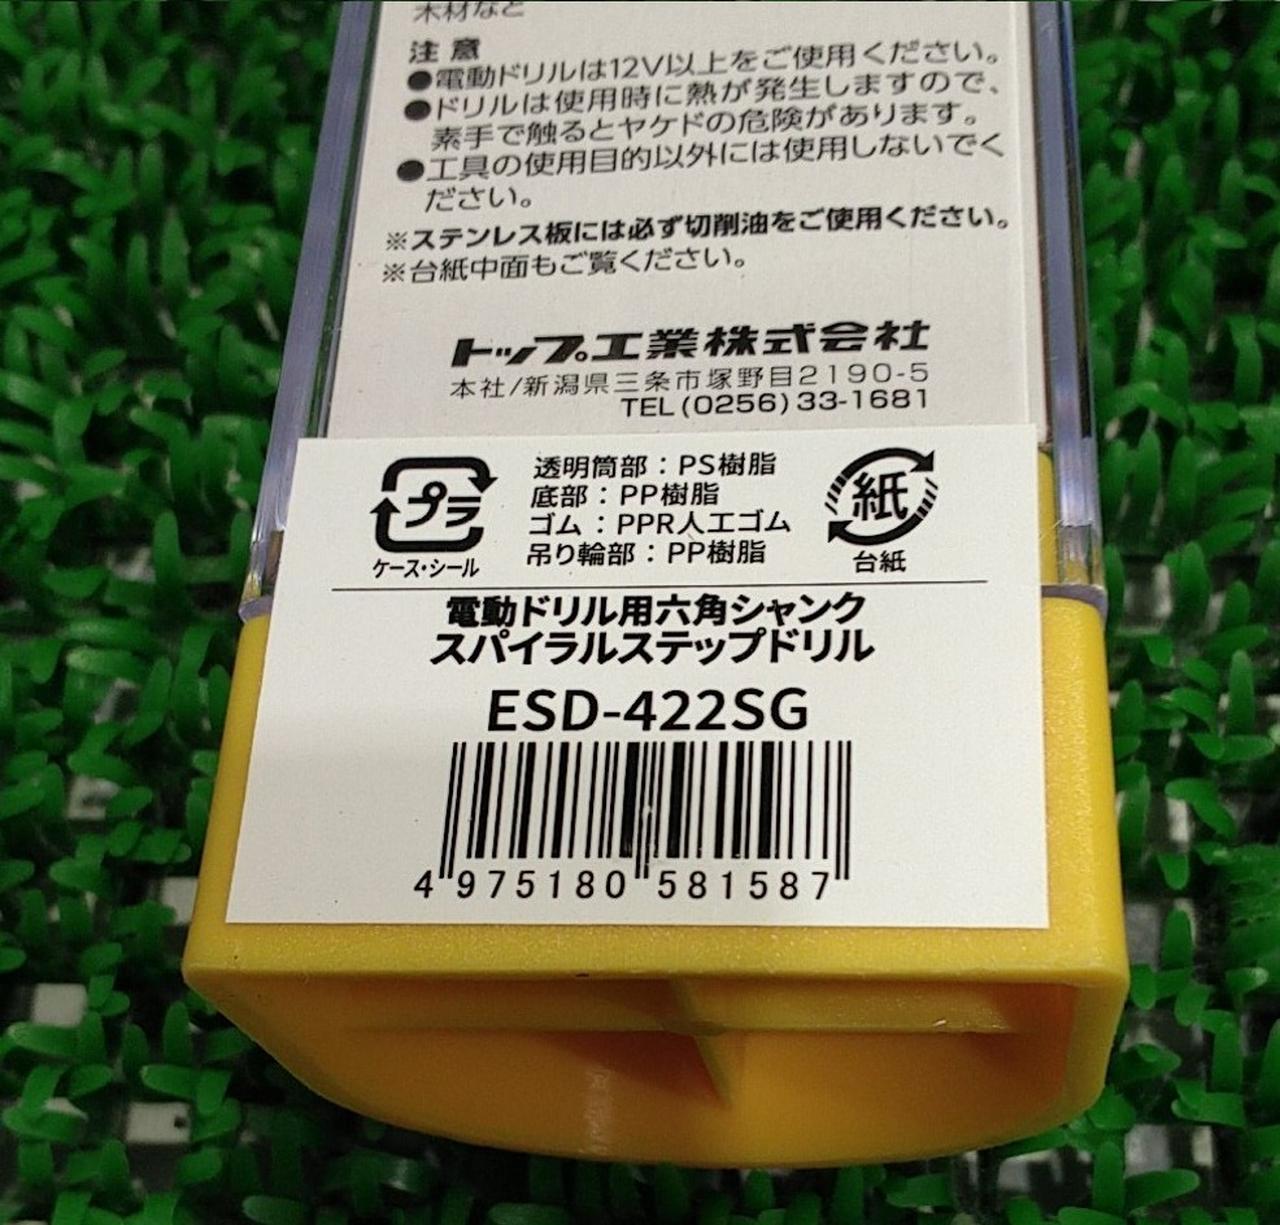 木材など
注意
●電動ドリルは12V以上をご使用ください。
●ドリルは使用時に熱が発生しますので、
素手で触るとヤケドの危険があります。
●工具の使用目的以外には使用しないでく
ださい。
※ステンレス板には必ず切削油をご使用ください。
※台紙中面もご覧ください。
トップ工業株式会社
本社/新潟県三条市塚野目2190-5
TEL(0256)33-1681
プラ
ケース・シール
透明筒部：PS樹脂
底部：PP樹脂
ゴム：PPR人工ゴム
吊り輪部：PP樹脂
紙
台紙
電動ドリル用六角シャンク
スパイラルステップドリル
ESD-422SG
4 975180 581587